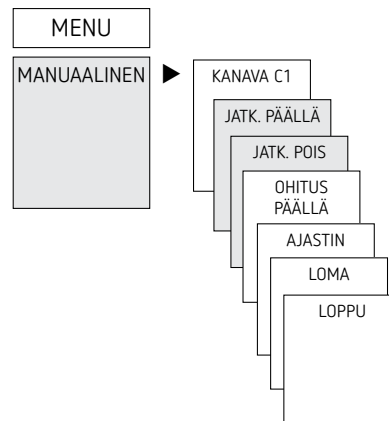 MENU
MANUAALINEN
KANAVA C1
JATK. PÄÄLLÄ
JATK. POIS
OHITUS
PÄÄLLÄ
AJASTIN
LOMA
LOPPU